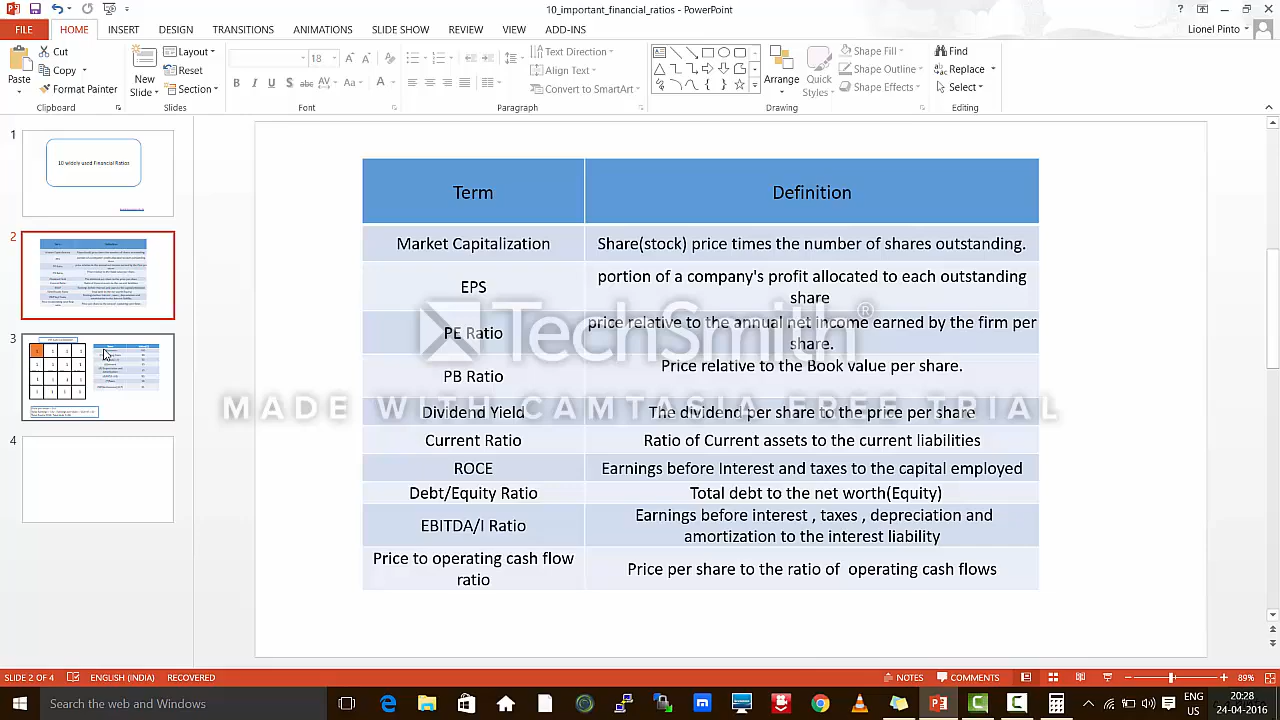 10_important_financial_ratios - PowerPoint
FILE HOME INSERT DESIGN TRANSITIONS ANIMATIONS SLIDE SHOW REVIEW VIEW ADD-INS
Lionel Pinto
Paste
Cut
Copy
Format Painter
Clipboard
New Slide
Layout
Reset
Section
Slides
18
B I U S abc AV Aa A
Font
Text Direction
Align Text
Convert to SmartArt
Paragraph
Arrange
Quick Styles
Shape Fill
Shape Outline
Shape Effects
Drawing
Find
Replace
Select
Editing
1
10 widely used Financial Ratios
2
3
4
Term Definition
Market Capitalization Share(stock) price times the number of shares outstanding.
EPS portion of a company's profit allocated to each outstanding
share
PE Ratio price relative to the annual net income earned by the firm per
share.
PB Ratio Price relative to the Book value per share.
Dividend Yield The dividend per share to the price per share
Current Ratio Ratio of Current assets to the current liabilities
ROCE Earnings before Interest and taxes to the capital employed
Debt/Equity Ratio Total debt to the net worth(Equity)
EBITDA/I Ratio Earnings before interest , taxes , depreciation and
amortization to the interest liability
Price to operating cash flow
ratio Price per share to the ratio of operating cash flows
TechSmith®
MADE WITH CAMTASIA FREE TRIAL
SLIDE 2 OF 4 ENGLISH (INDIA) RECOVERED NOTES COMMENTS 89%
Search the web and Windows
ENG
US
20:28
24-04-2016